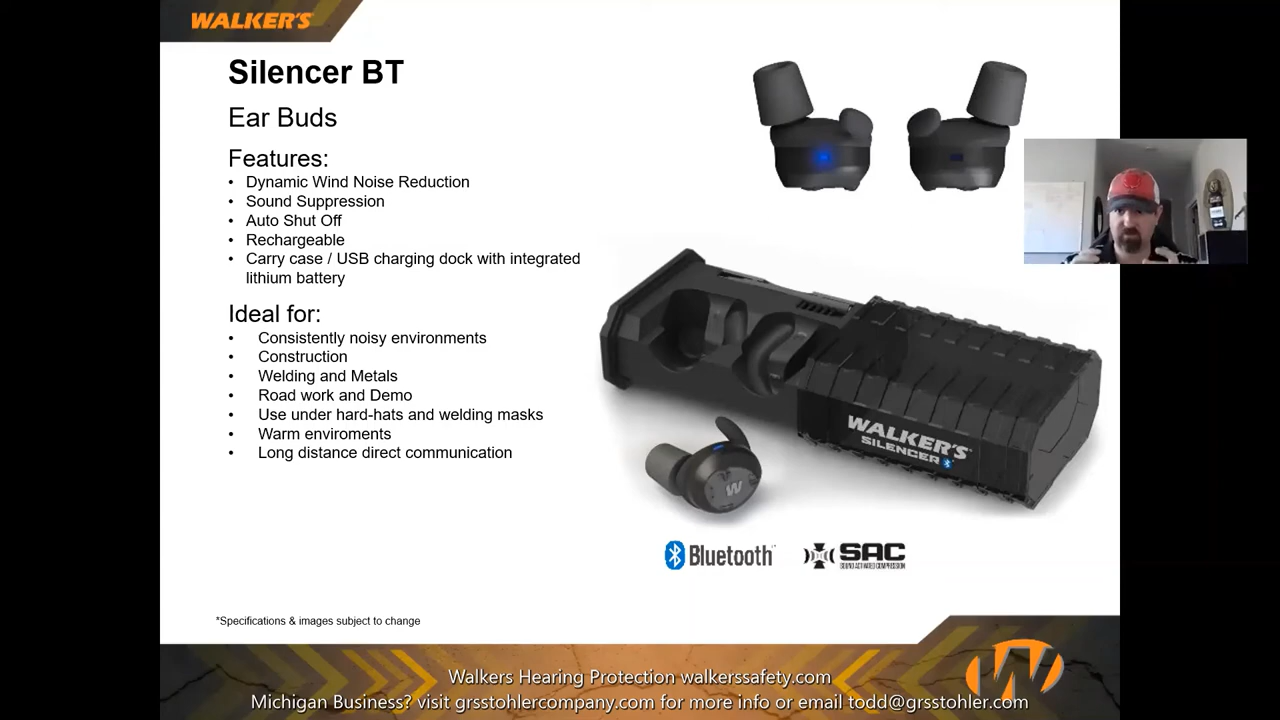 WALKER'S
Silencer BT
Ear Buds
Features:
• Dynamic Wind Noise Reduction
• Sound Suppression
• Auto Shut Off
• Rechargeable
• Carry case / USB charging dock with integrated
lithium battery
Ideal for:
• Consistently noisy environments
• Construction
• Welding and Metals
• Road work and Demo
• Use under hard-hats and welding masks
• Warm enviroments
• Long distance direct communication
WALKER'S
SILENCER
W
Bluetooth
SAC
SOUND ACTIVATED COMPRESSION
*Specifications & images subject to change
W
Walkers Hearing Protection walkerssafety.com
Michigan Business? visit grsstohlercompany.com for more info or email todd@grsstohler.com